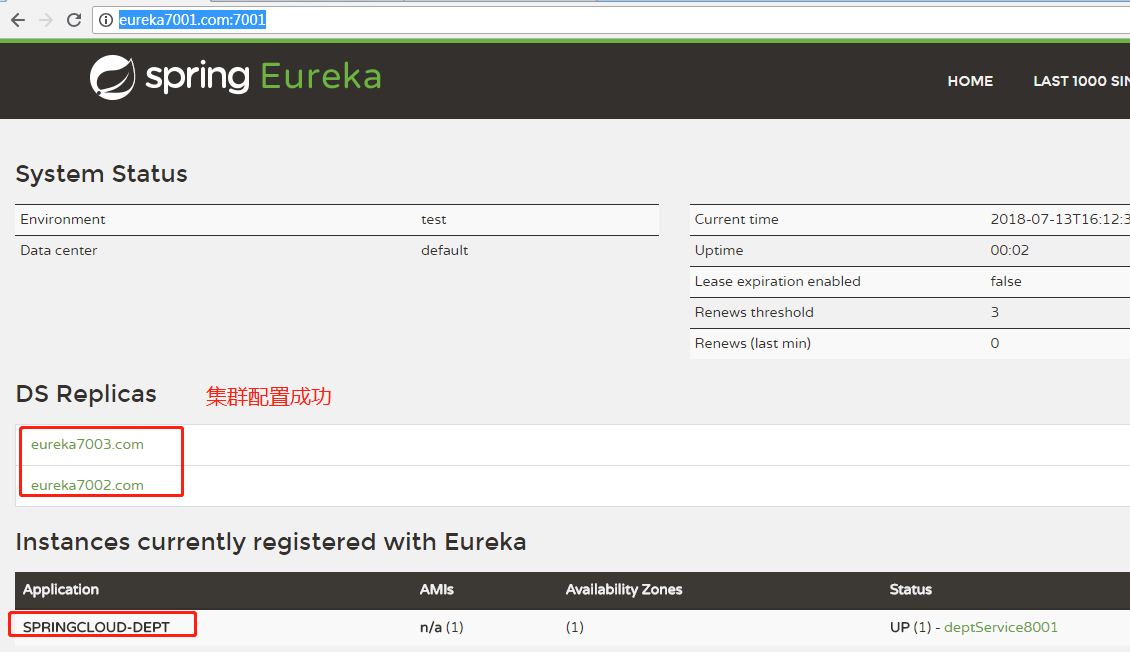 eureka7001.com:7001
spring Eureka
HOME LAST 1000 SIN
System Status
Environment test
Data center default
Current time 2018-07-13T16:12:3
Uptime 00:02
Lease expiration enabled false
Renews threshold 3
Renews (last min) 0
DS Replicas 集群配置成功
eureka7003.com
eureka7002.com
Instances currently registered with Eureka
Application AMIs Availability Zones Status
SPRINGCLOUD-DEPT n/a (1) (1) UP (1) - deptService8001